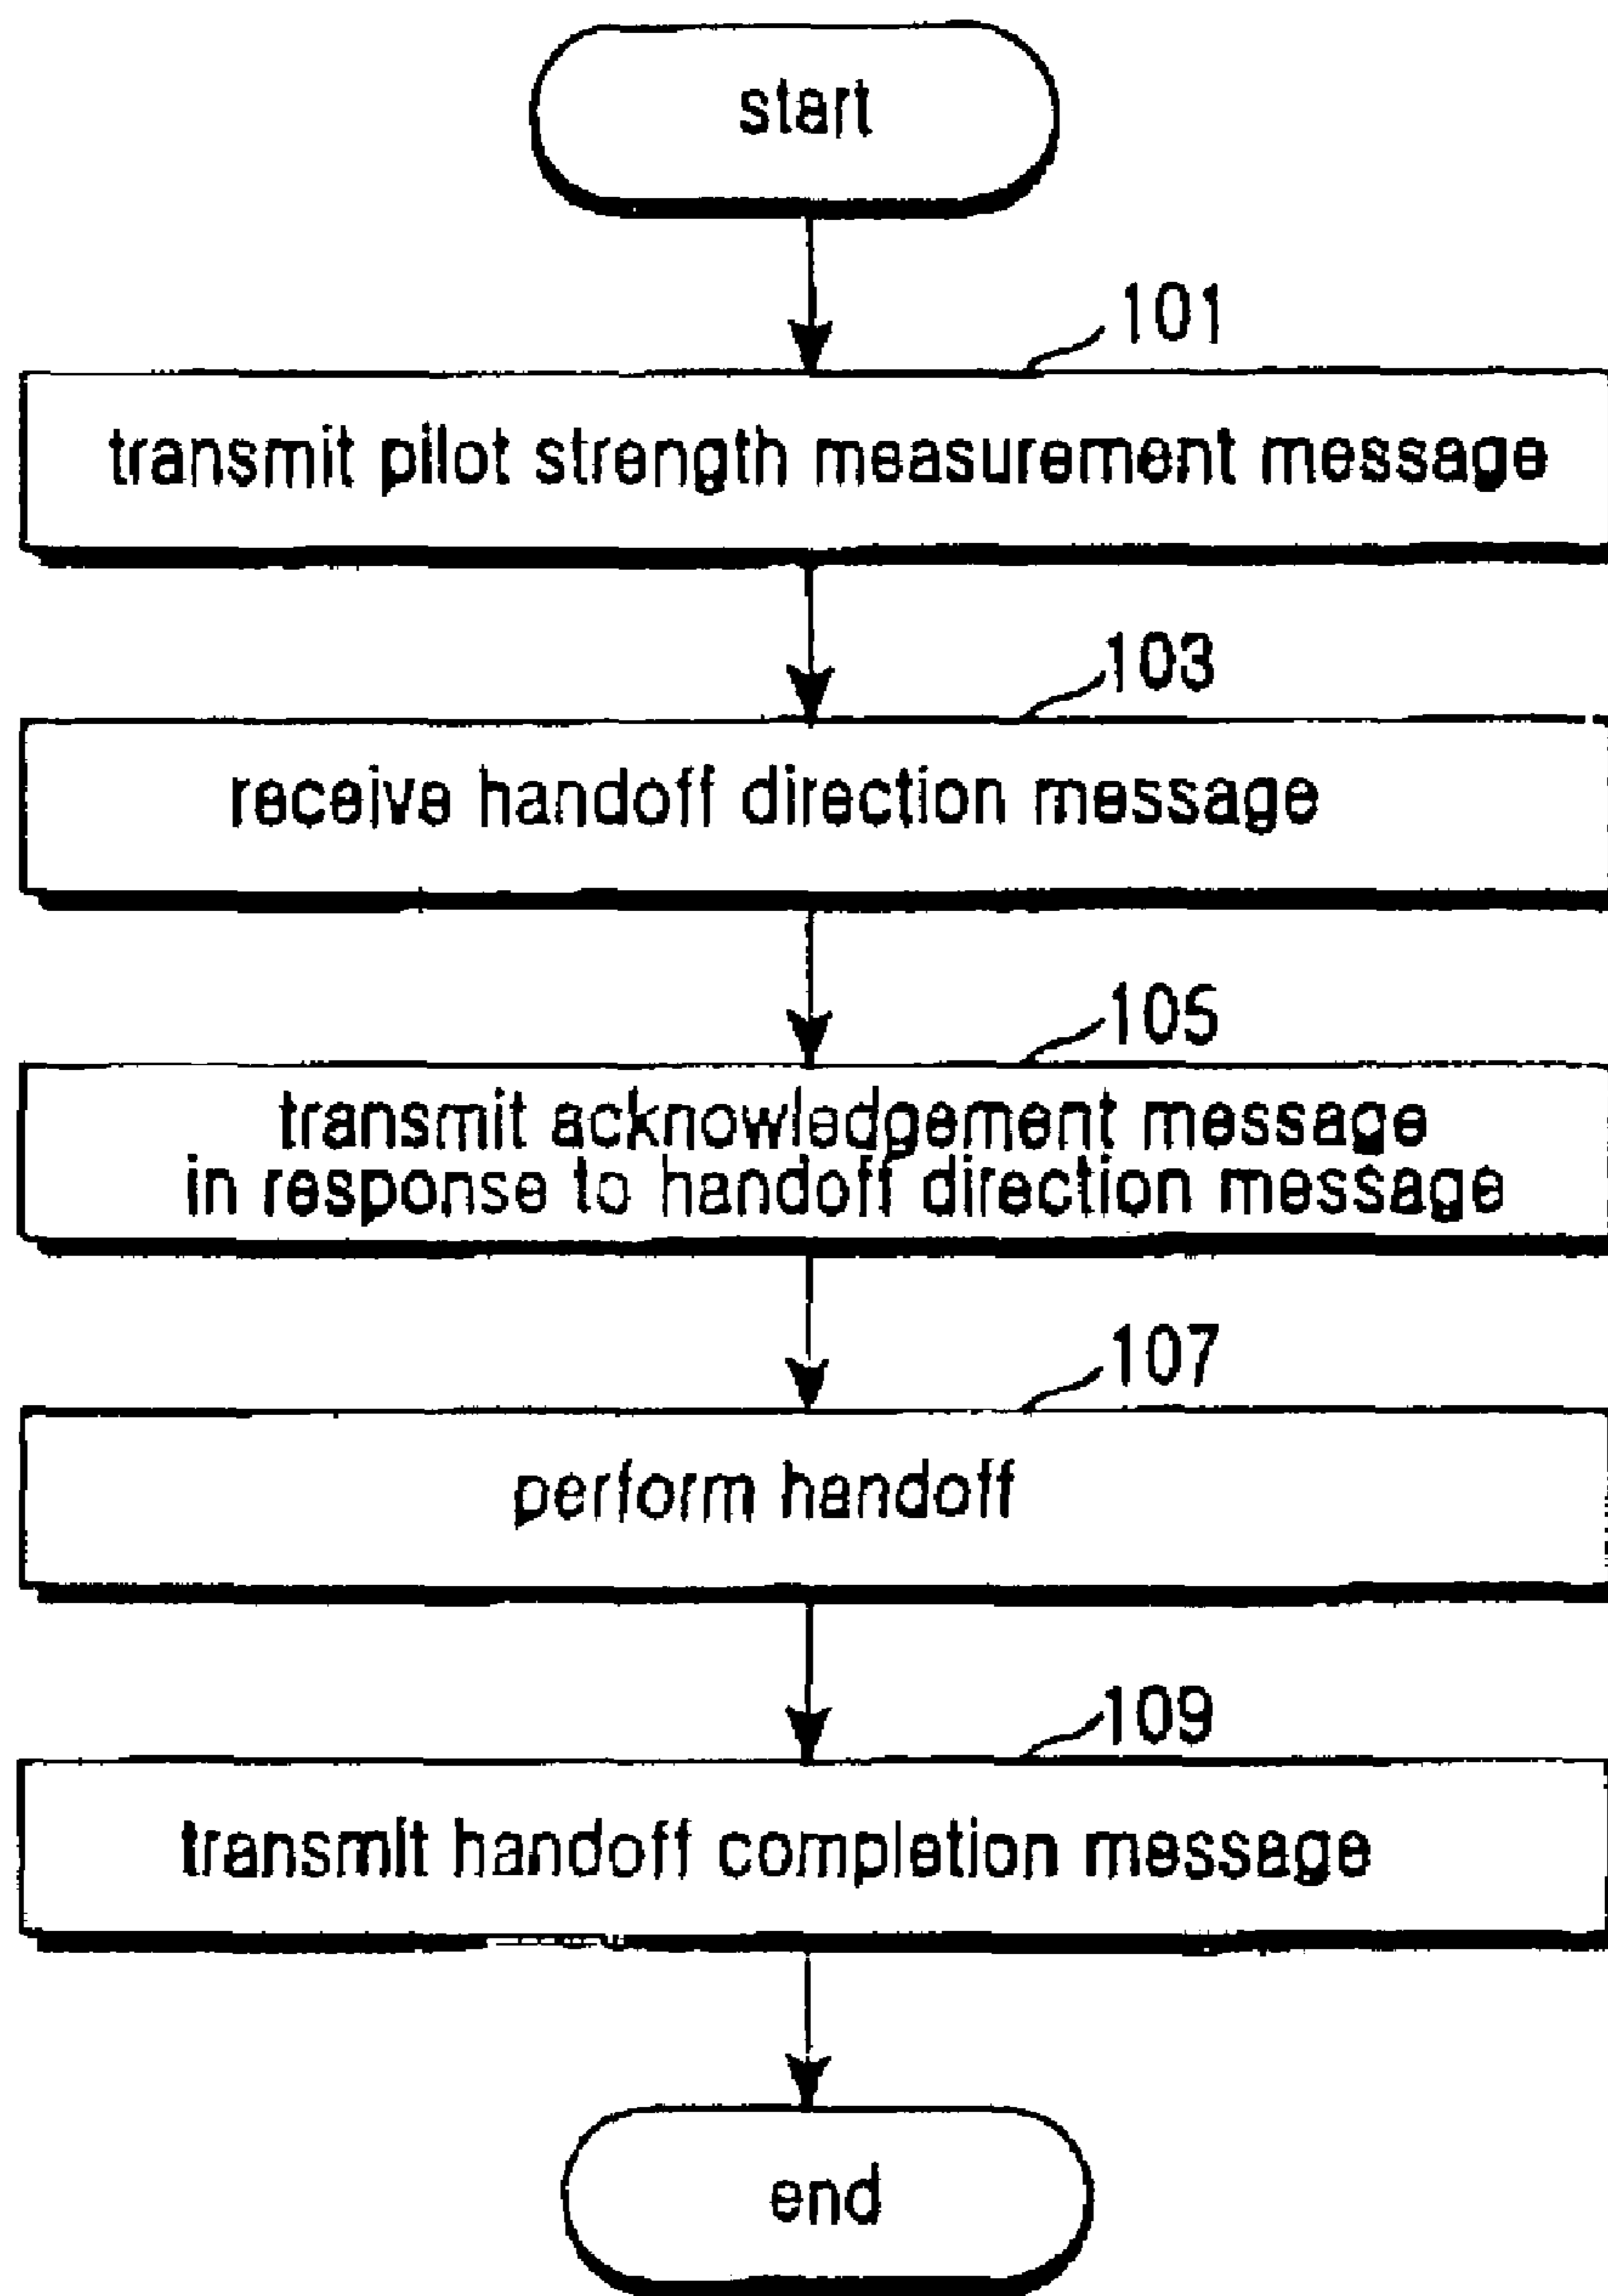 start
101
transmit pilot strength measurement message
103
receive handoff direction message
105
transmit acknowledgement message
in response to handoff direction message
107
perform handoff
109
transmit handoff completion message
end